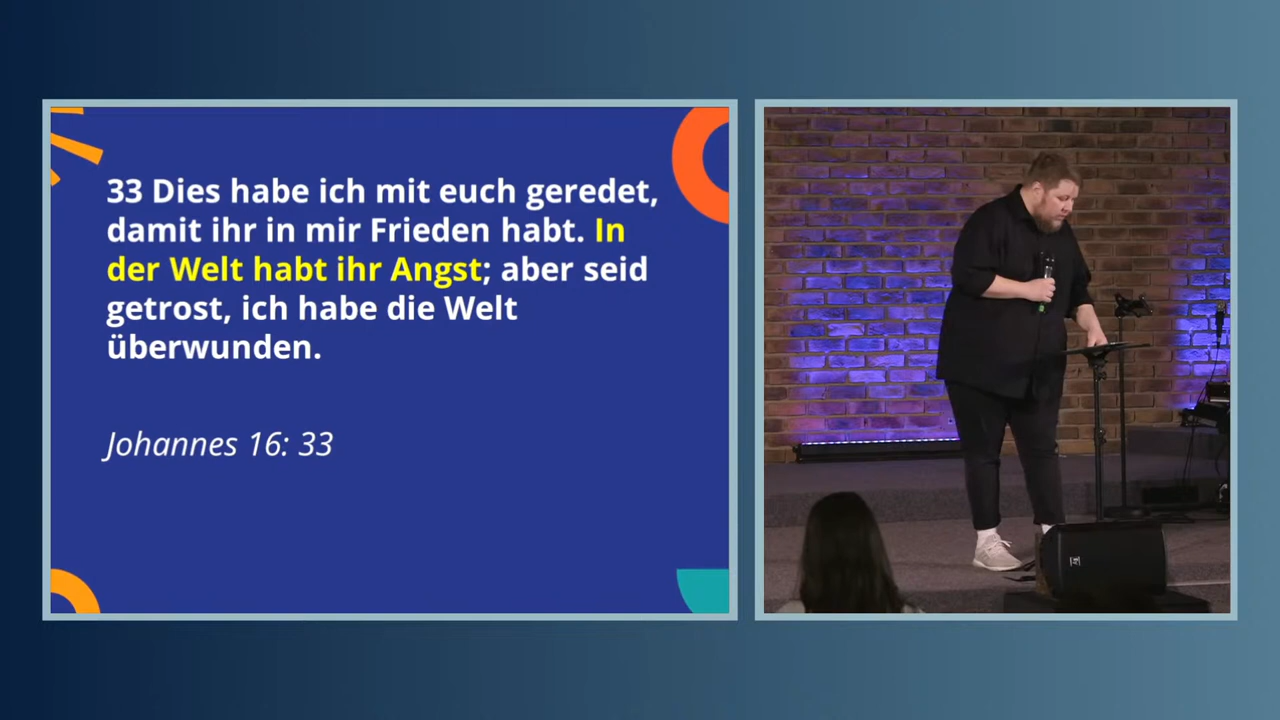 33 Dies habe ich mit euch geredet,
damit ihr in mir Frieden habt. In
der Welt habt ihr Angst; aber seid
getrost, ich habe die Welt
überwunden.
Johannes 16: 33